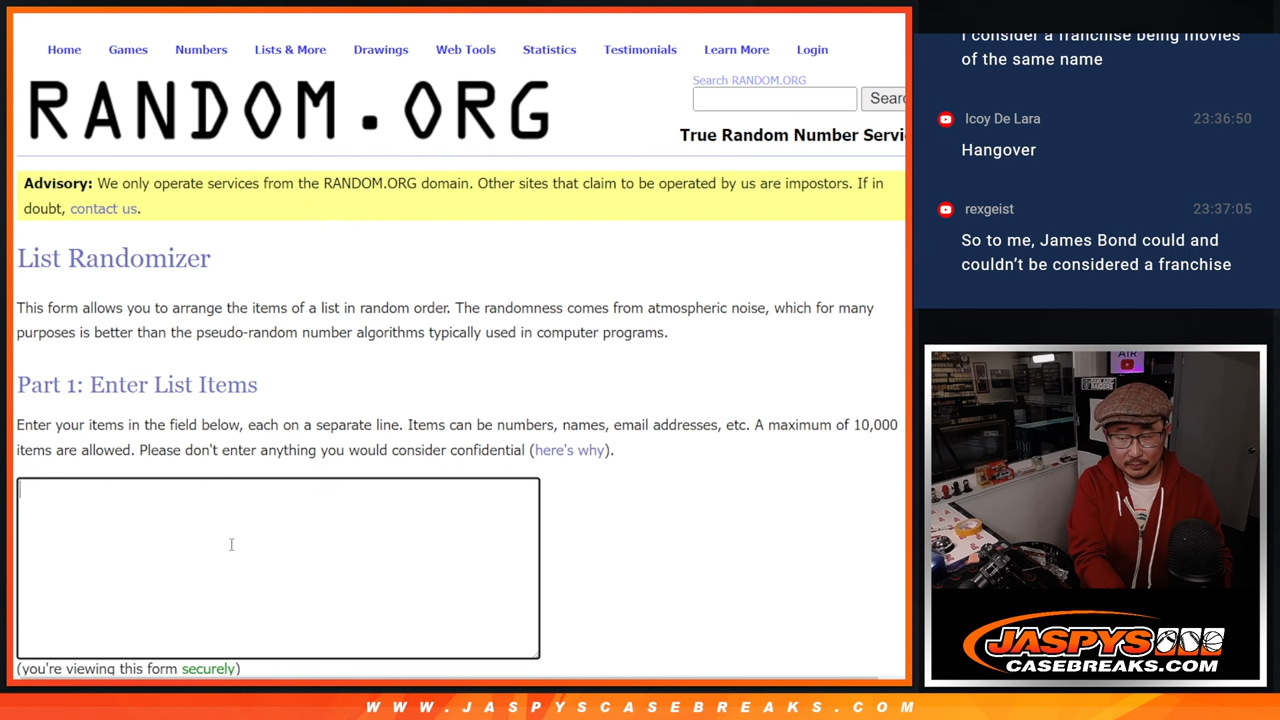 Home Games Numbers Lists & More Drawings Web Tools Statistics Testimonials Learn More Login
RANDOM.ORG
Search RANDOM.ORG
Searc
True Random Number Servi
Advisory: We only operate services from the RANDOM.ORG domain. Other sites that claim to be operated by us are impostors. If in
doubt, contact us.
List Randomizer
This form allows you to arrange the items of a list in random order. The randomness comes from atmospheric noise, which for many
purposes is better than the pseudo-random number algorithms typically used in computer programs.
Part 1: Enter List Items
Enter your items in the field below, each on a separate line. Items can be numbers, names, email addresses, etc. A maximum of 10,000
items are allowed. Please don't enter anything you would consider confidential (here's why).
(you're viewing this form securely)
I consider a franchise being movies
of the same name
Icoy De Lara 23:36:50
Hangover
rexgeist 23:37:05
So to me, James Bond could and
couldn't be considered a franchise
AIR
JASPYS
CASEBREAKS.COM
WWW.JASPYSCASEBREAKS.COM